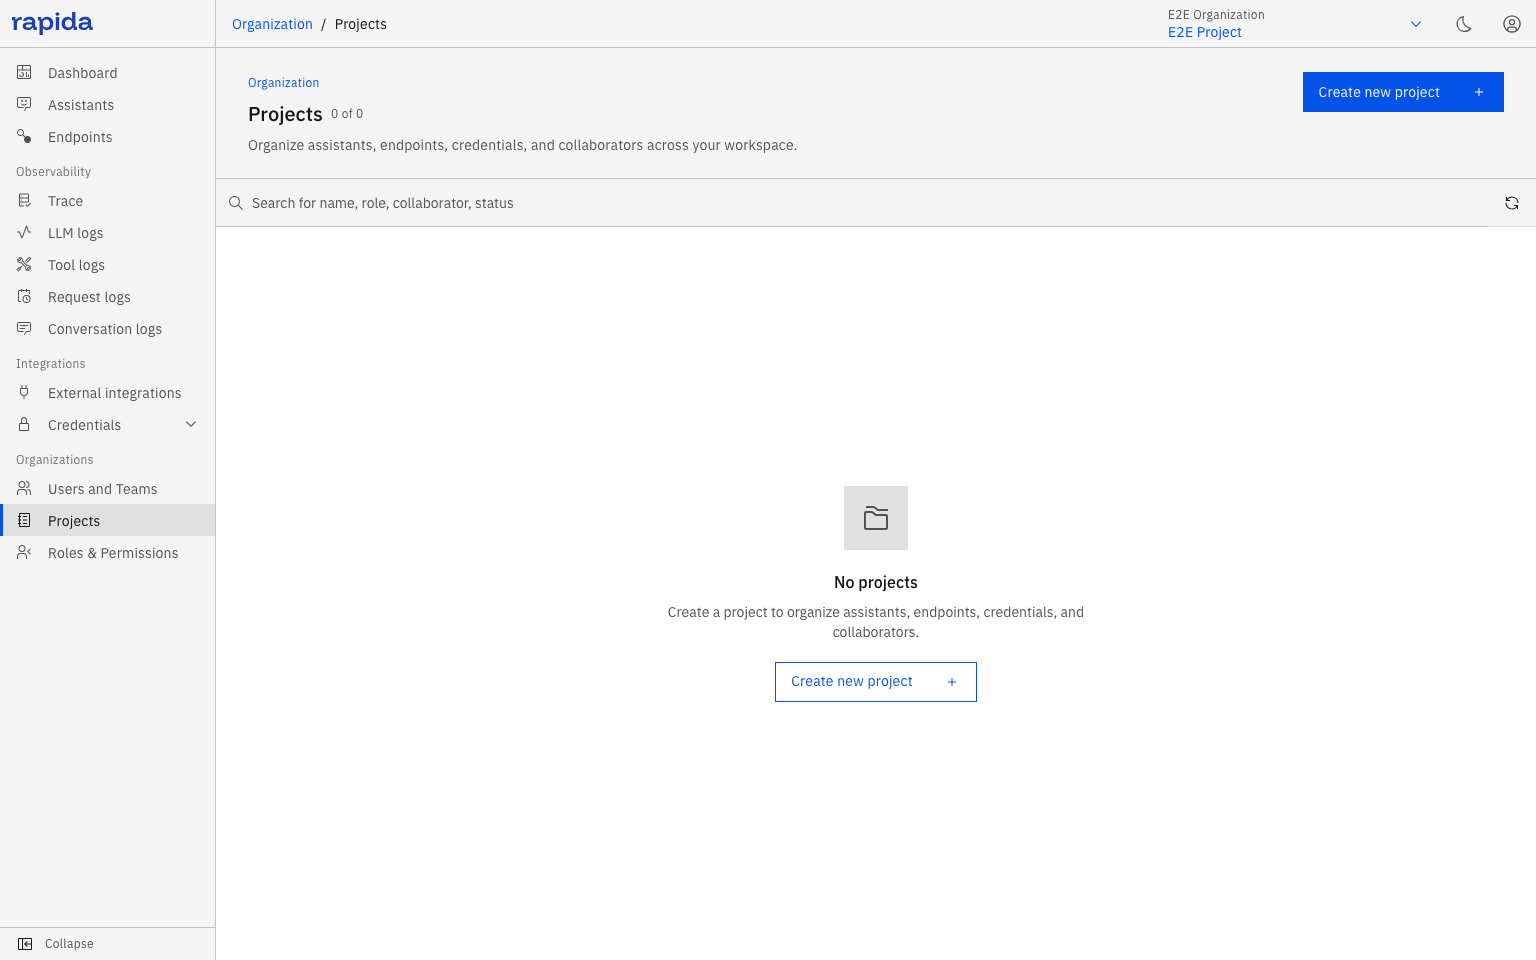 rapida
Organization / Projects
E2E Organization
E2E Project
Dashboard
Assistants
Endpoints
Observability
Trace
LLM logs
Tool logs
Request logs
Conversation logs
Integrations
External integrations
Credentials
Organizations
Users and Teams
Projects
Roles & Permissions
Collapse
Organization
Projects 0 of 0
Organize assistants, endpoints, credentials, and collaborators across your workspace.
Create new project +
Search for name, role, collaborator, status
No projects
Create a project to organize assistants, endpoints, credentials, and
collaborators.
Create new project +